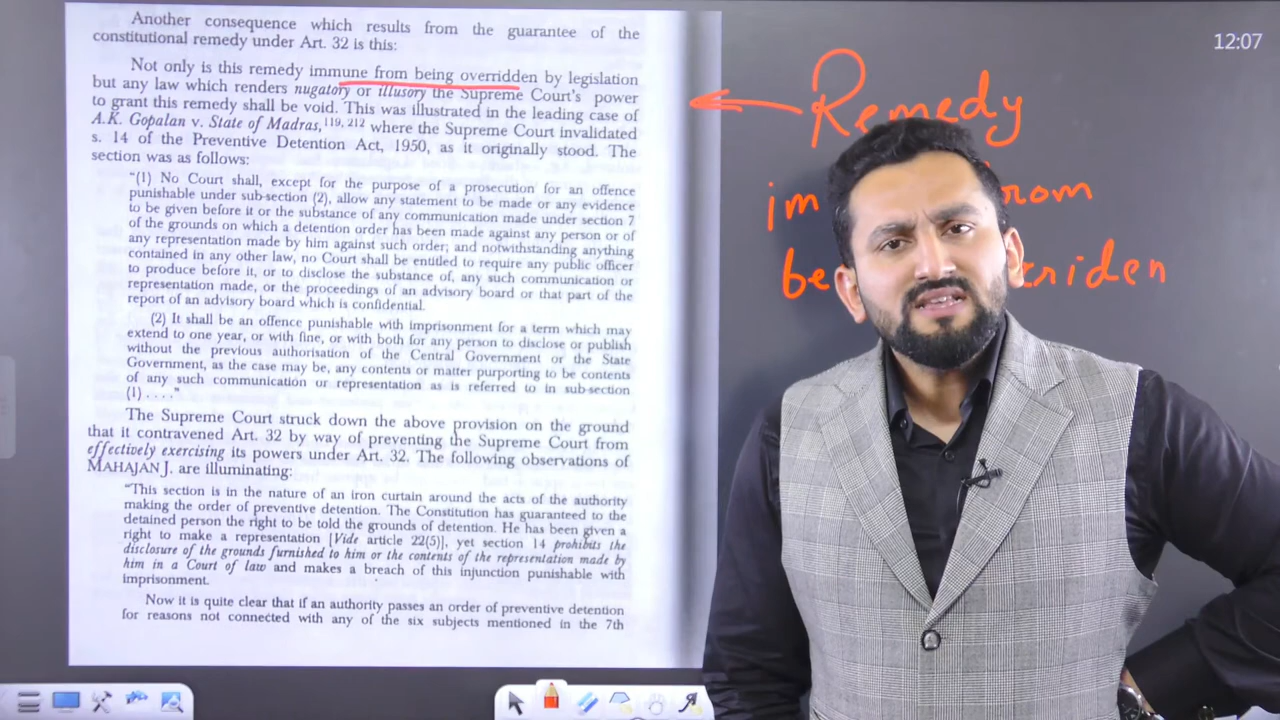 Another consequence which results from the guarantee of the
constitutional remedy under Art. 32 is this:
Not only is this remedy immune from being overridden by legislation
but any law which renders nugatory or illusory the Supreme Court's power
to grant this remedy shall be void. This was illustrated in the leading case of
A.K. Gopalan v. State of Madras,119, 212 where the Supreme Court invalidated
s. 14 of the Preventive Detention Act, 1950, as it originally stood. The
section was as follows:
"(1) No Court shall, except for the purpose of a prosecution for an offence
punishable under sub-section (2), allow any statement to be made or any evidence
to be given before it or the substance of any communication made under section 7
of the grounds on which a detention order has been made against any person or of
any representation made by him against such order; and notwithstanding anything
contained in any other law, no Court shall be entitled to require any public officer
to produce before it, or to disclose the substance of, any such communication or
representation made, or the proceedings of an advisory board or that part of the
report of an advisory board which is confidential.
(2) It shall be an offence punishable with imprisonment for a term which may
extend to one year, or with fine, or with both for any person to disclose or publish
without the previous authorisation of the Central Government or the State
Government, as the case may be, any contents or matter purporting to be contents
of any such communication or representation as is referred to in sub-section
(1) . . . ."
The Supreme Court struck down the above provision on the ground
that it contravened Art. 32 by way of preventing the Supreme Court from
effectively exercising its powers under Art. 32. The following observations of
MAHAJAN J. are illuminating:
"This section is in the nature of an iron curtain around the acts of the authority
making the order of preventive detention. The Constitution has guaranteed to the
detained person the right to be told the grounds of detention. He has been given a
right to make a representation [Vide article 22(5)], yet section 14 prohibits the
disclosure of the grounds furnished to him or the contents of the representation made by
him in a Court of law and makes a breach of this injunction punishable with
imprisonment.
Now it is quite clear that if an authority passes an order of preventive detention
for reasons not connected with any of the six subjects mentioned in the 7th
12:07
Remedy